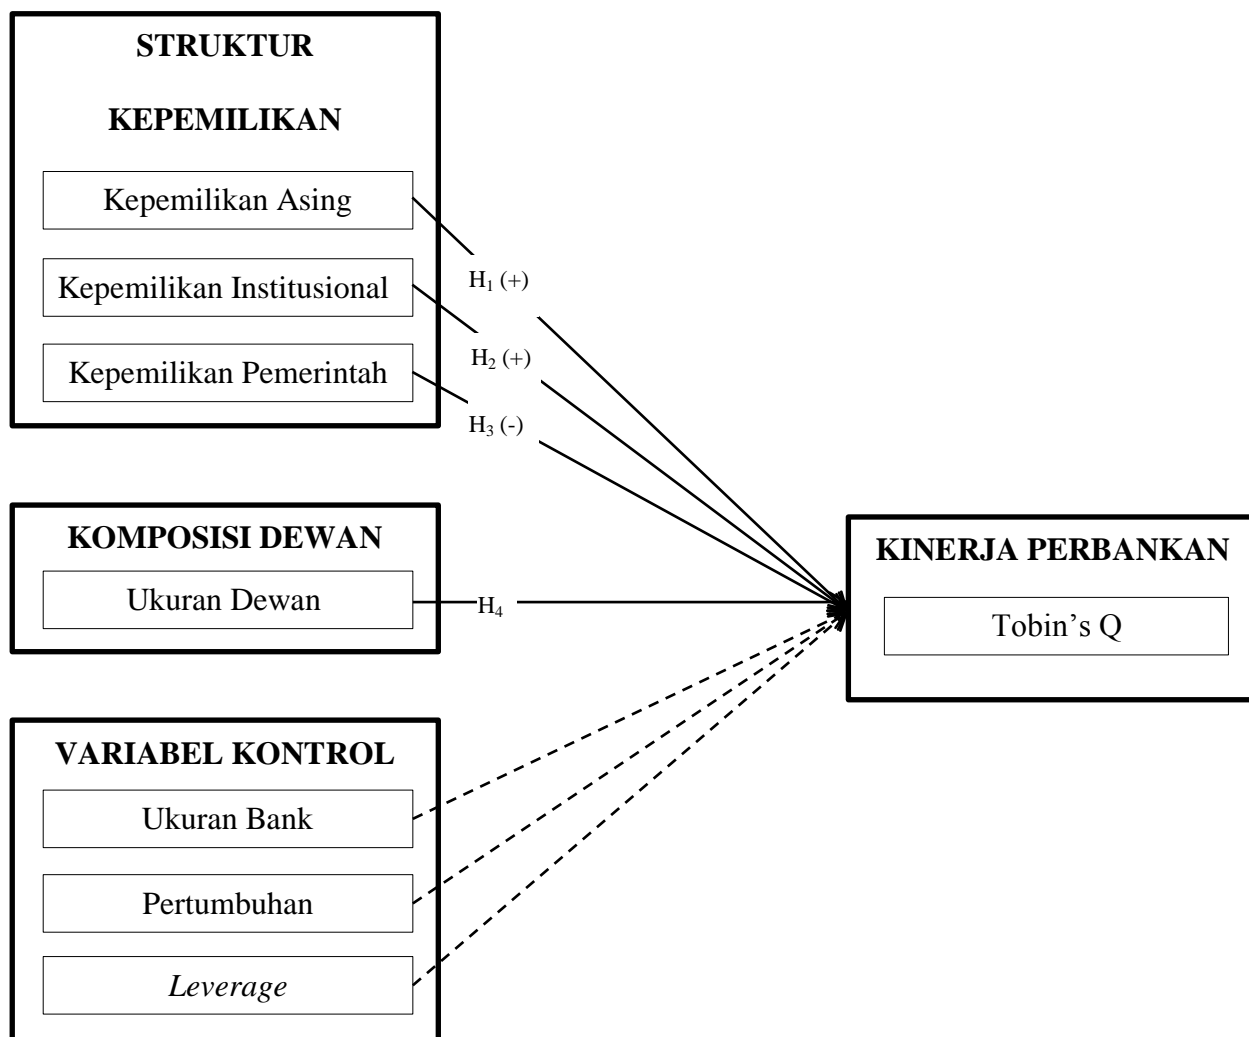 STRUKTUR
KEPEMILIKAN
Kepemilikan Asing
Kepemilikan Institusional
Kepemilikan Pemerintah
H₁ (+)
H₂ (+)
H₃ (-)
KOMPOSISI DEWAN
Ukuran Dewan
H₄
KINERJA PERBANKAN
Tobin’s Q
VARIABEL KONTROL
Ukuran Bank
Pertumbuhan
Leverage